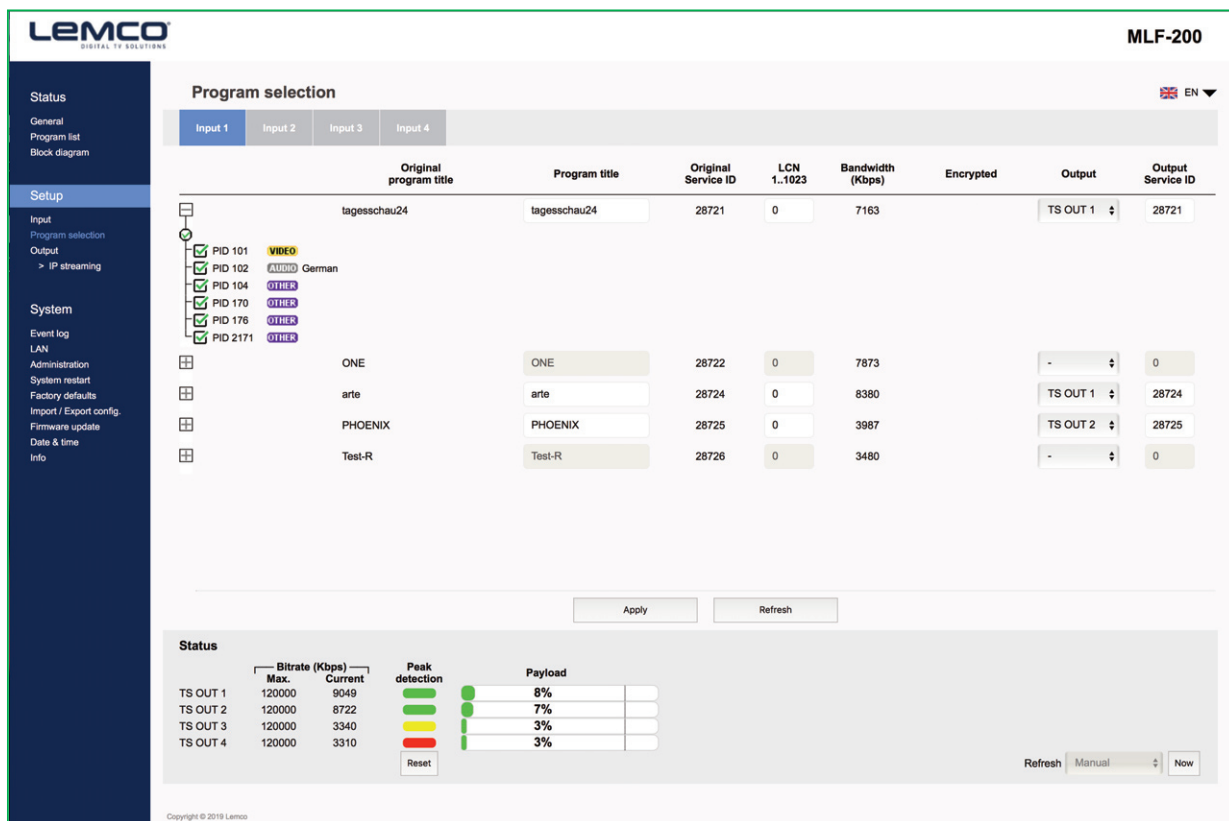 LEMCO
DIGITAL TV SOLUTIONS
MLF-200
Status
General
Program list
Block diagram
Setup
Input
Program selection
Output
> IP streaming
System
Event log
LAN
Administration
System restart
Factory defaults
Import / Export config.
Firmware update
Date & time
Info
Program selection
EN
Input 1 Input 2 Input 3 Input 4
Original program title Program title Original Service ID LCN 1..1023 Bandwidth (Kbps) Encrypted Output Output Service ID
tagesschau24 tagesschau24 28721 0 7163 TS OUT 1 28721
PID 101 VIDEO
PID 102 AUDIO German
PID 104 OTHER
PID 170 OTHER
PID 176 OTHER
PID 2171 OTHER
ONE ONE 28722 0 7873 - 0
arte arte 28724 0 8380 TS OUT 1 28724
PHOENIX PHOENIX 28725 0 3987 TS OUT 2 28725
Test-R Test-R 28726 0 3480 - 0
Apply Refresh
Status
Bitrate (Kbps) Peak detection Payload
Max. Current
TS OUT 1 120000 9049 8%
TS OUT 2 120000 8722 7%
TS OUT 3 120000 3340 3%
TS OUT 4 120000 3310 3%
Reset
Refresh Manual Now
Copyright © 2019 Lemco